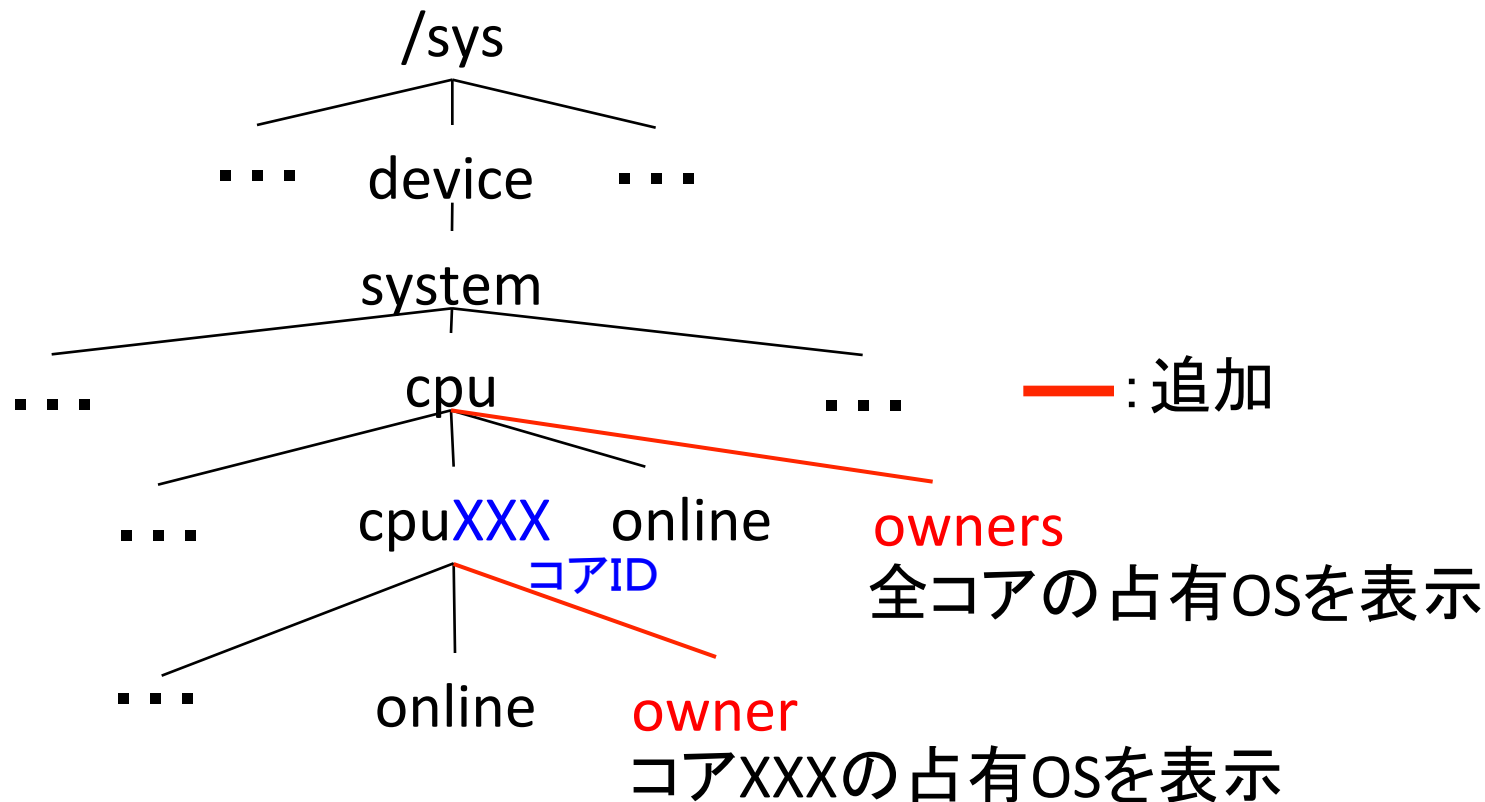 /sys
... device ...
system
... cpu ...
━: 追加
... cpuXXX online owners
コアID
全コアの占有OSを表示
... online owner
コアXXXの占有OSを表示